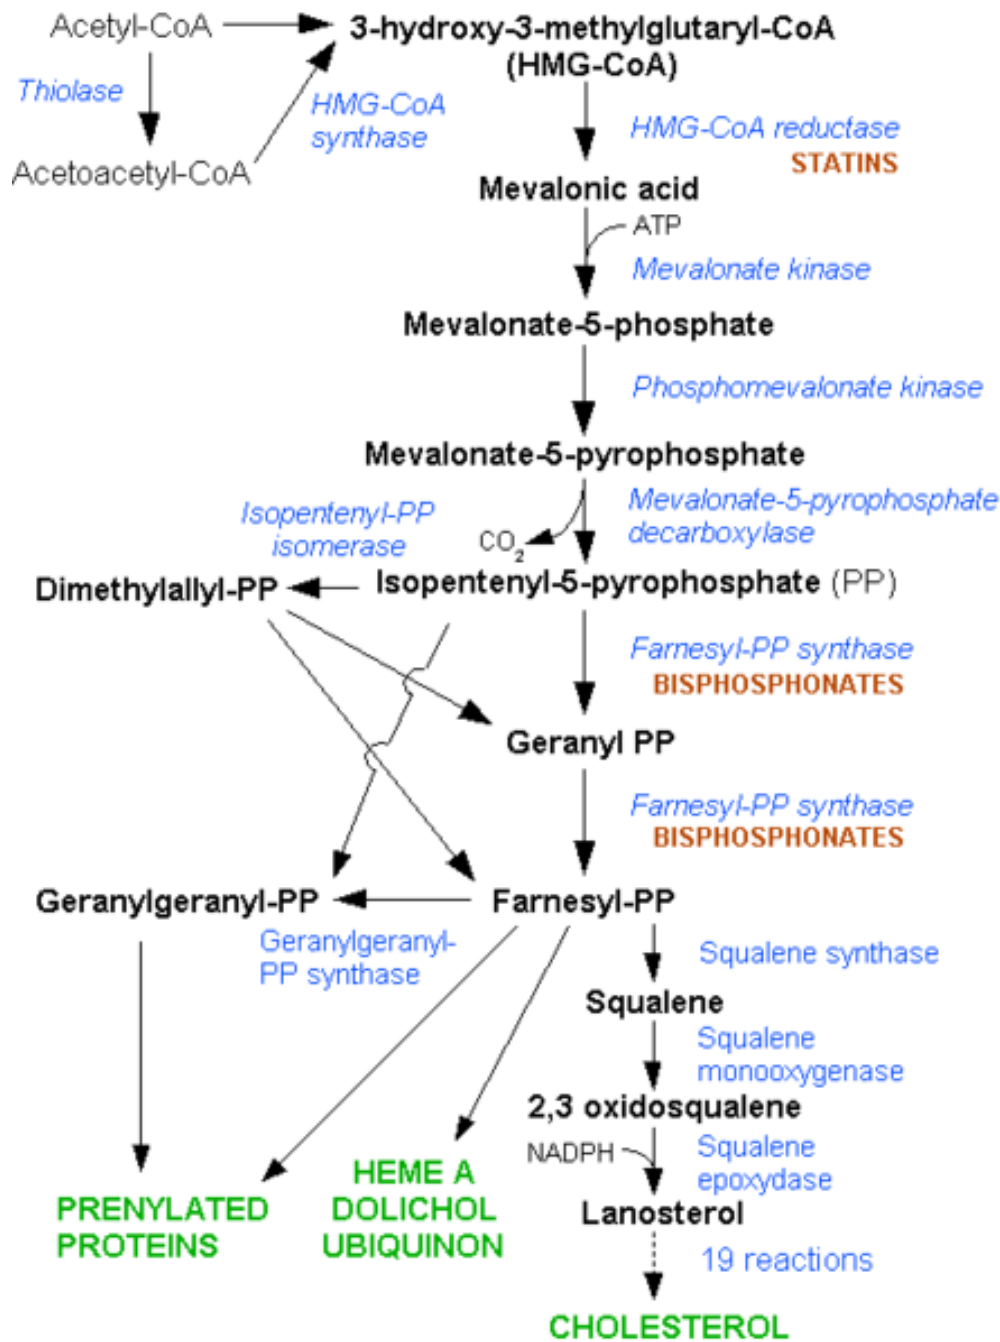 Acetyl-CoA
3-hydroxy-3-methylglutaryl-CoA
(HMG-CoA)
Thiolase
HMG-CoA
synthase
HMG-CoA reductase
STATINS
Acetoacetyl-CoA
Mevalonic acid
ATP
Mevalonate kinase
Mevalonate-5-phosphate
Phosphomevalonate kinase
Mevalonate-5-pyrophosphate
Isopentenyl-PP
isomerase
CO2
Mevalonate-5-pyrophosphate
decarboxylase
Dimethylallyl-PP
Isopentenyl-5-pyrophosphate (PP)
Farnesyl-PP synthase
BISPHOSPHONATES
Geranyl PP
Farnesyl-PP synthase
BISPHOSPHONATES
Geranylgeranyl-PP
Farnesyl-PP
Geranylgeranyl-
PP synthase
Squalene synthase
Squalene
Squalene
monooxygenase
2,3 oxidosqualene
NADPH
Squalene
epoxydase
Lanosterol
PRENYLATED
PROTEINS
HEME A
DOLICHOL
UBIQUINON
19 reactions
CHOLESTEROL